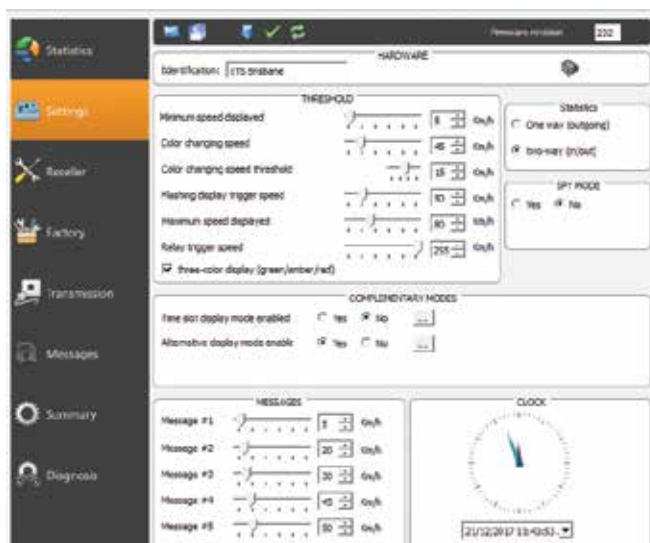 Statistics
Settings
Reseller
Factory
Transmission
Messages
Summary
Diagnosis
Firmware revision 232
HARDWARE
Identification: ETS Brisbane
THRESHOLD
Minimum speed displayed 5 Km/h
Color changing speed 45 Km/h
Color changing speed threshold 15 Km/h
Flashing display trigger speed 50 Km/h
Maximum speed displayed 80 Km/h
Relay trigger speed 255 Km/h
three-color display (green/amber/red)
Statistics
One way (outgoing)
two-way (in/out)
SPY MODE
Yes No
COMPLEMENTARY MODES
Time slot display mode enabled Yes No ...
Alternative display mode enable Yes No ...
MESSAGES
Message #1 5 Km/h
Message #2 20 Km/h
Message #3 30 Km/h
Message #4 45 Km/h
Message #5 50 Km/h
CLOCK
21/12/2017 11:43:53